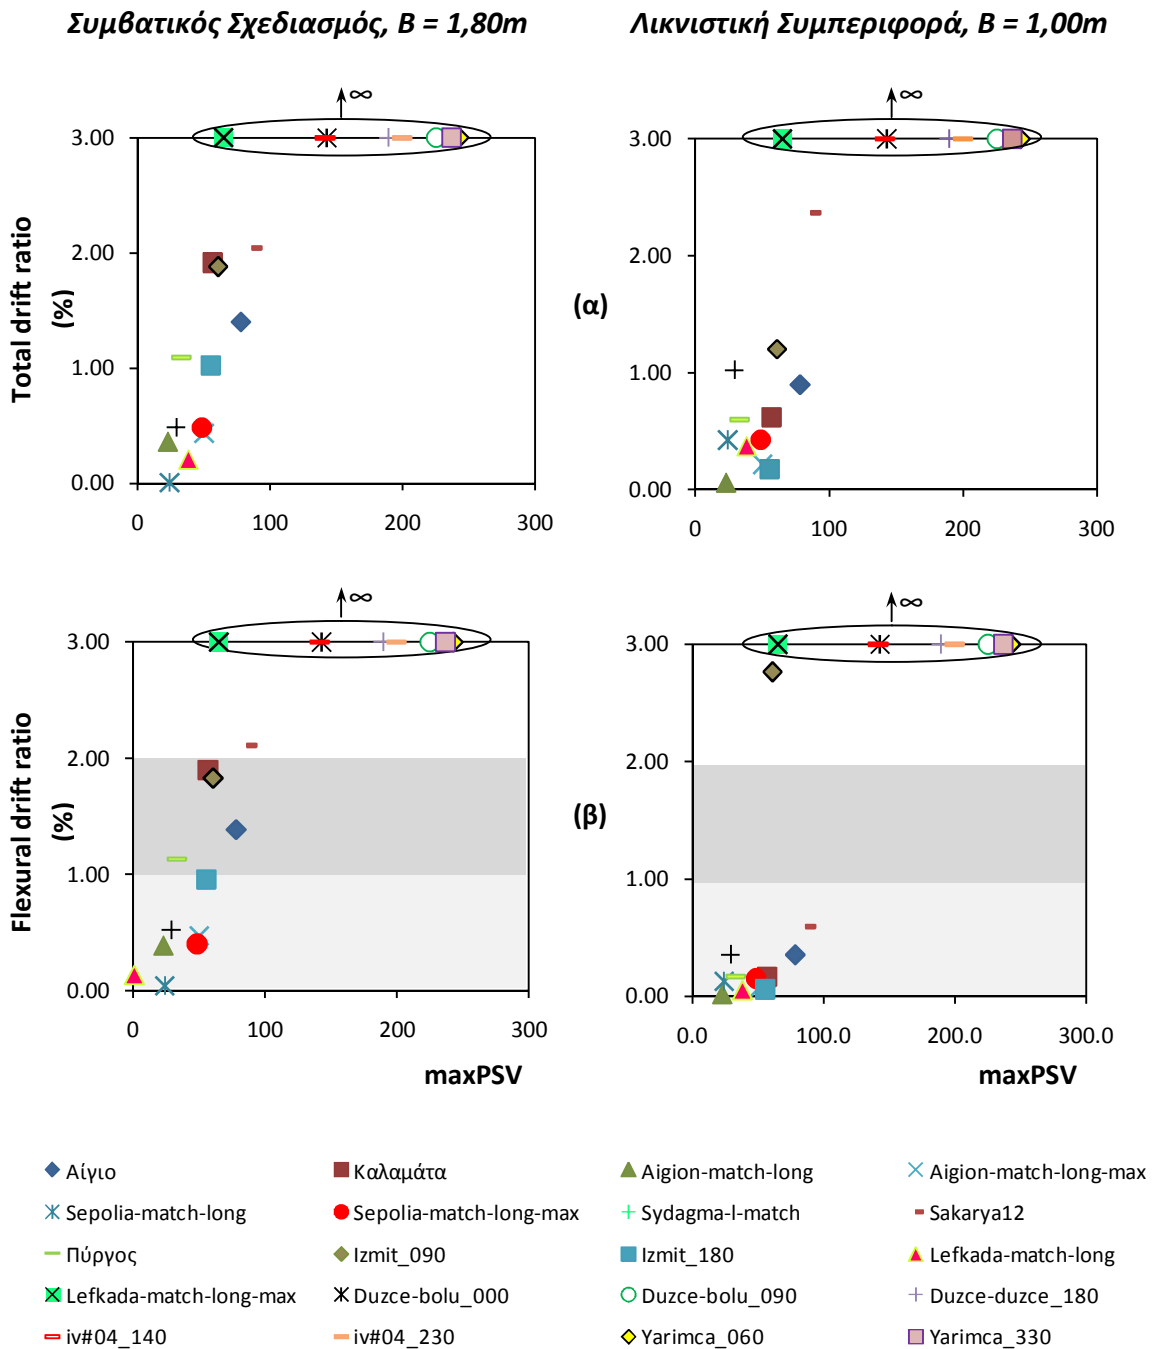 Συμβατικός Σχεδιασμός, B = 1,80m
Λικνιστική Συμπεριφορά, B = 1,00m
∞
∞
3.00
2.00
1.00
0.00
0
100
200
300
Total drift ratio
(%)
(α)
3.00
2.00
1.00
0.00
0
100
200
300
∞
∞
3.00
2.00
1.00
0.00
0
100
200
300
Flexural drift ratio
(%)
maxPSV
(β)
3.00
2.00
1.00
0.00
0.0
100.0
200.0
300.0
maxPSV
Αίγιο
Καλαμάτα
Aigion-match-long
Aigion-match-long-max
Sepolia-match-long
Sepolia-match-long-max
Sydagma-l-match
Sakarya12
Πύργος
Izmit_090
Izmit_180
Lefkada-match-long
Lefkada-match-long-max
Duzce-bolu_000
Duzce-bolu_090
Duzce-duzce_180
iv#04_140
iv#04_230
Yarimca_060
Yarimca_330